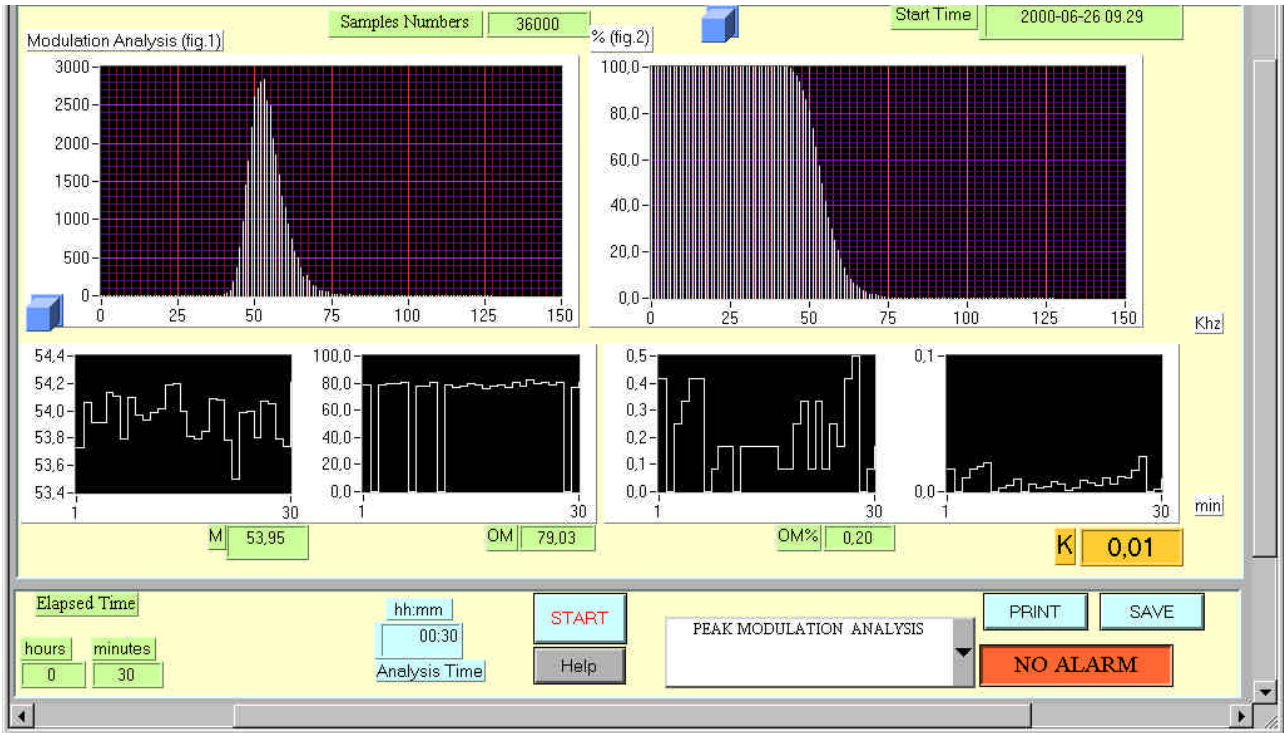 Samples Numbers 36000
Start Time 2000-06-26 09.29
Modulation Analysis (fig.1)
% (fig.2)
3000
2500
2000
1500
1000
500
0
0 25 50 75 100 125 150
100,0
80,0
60,0
40,0
20,0
0,0
0 25 50 75 100 125 150
Khz
54,4
54,2
54,0
53,8
53,6
53,4
1 30
100,0
80,0
60,0
40,0
20,0
0,0
1 30
0,5
0,4
0,3
0,2
0,1
0,0
1 30
0,1
0,0
1 30
min
M 53,95
OM 79,03
OM% 0,20
K 0,01
Elapsed Time
hours minutes
0 30
hh:mm
00:30
Analysis Time
START
Help
PEAK MODULATION ANALYSIS
PRINT SAVE
NO ALARM